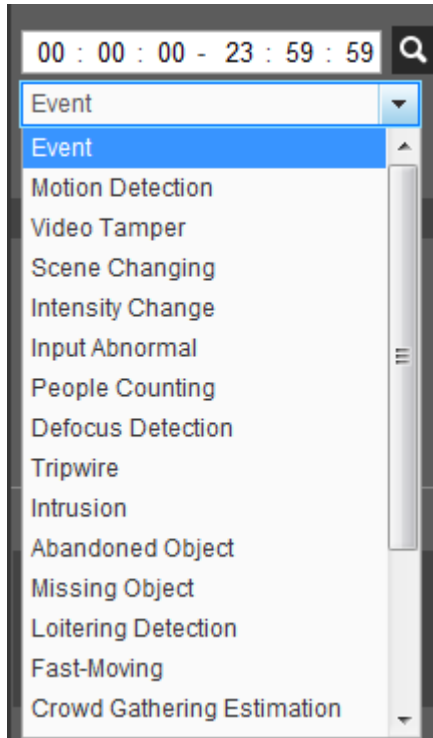 00 : 00 : 00 - 23 : 59 : 59
Event
Event
Motion Detection
Video Tamper
Scene Changing
Intensity Change
Input Abnormal
People Counting
Defocus Detection
Tripwire
Intrusion
Abandoned Object
Missing Object
Loitering Detection
Fast-Moving
Crowd Gathering Estimation